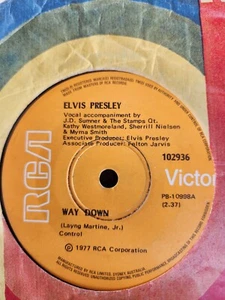 ELVIS PRESLEY
Vocal accompaniment by
J.D. Sumner & The Stamps Qt.
Kathy Westmoreland, Sherrill Nielsen
& Myrna Smith
Executive Producer: Elvis Presley
Associate Producer: Felton Jarvis
102936
RCA
Victor
PB-10998A
(2.37)
WAY DOWN
(Layng Martine, Jr.)
Control
℗ 1977 RCA Corporation